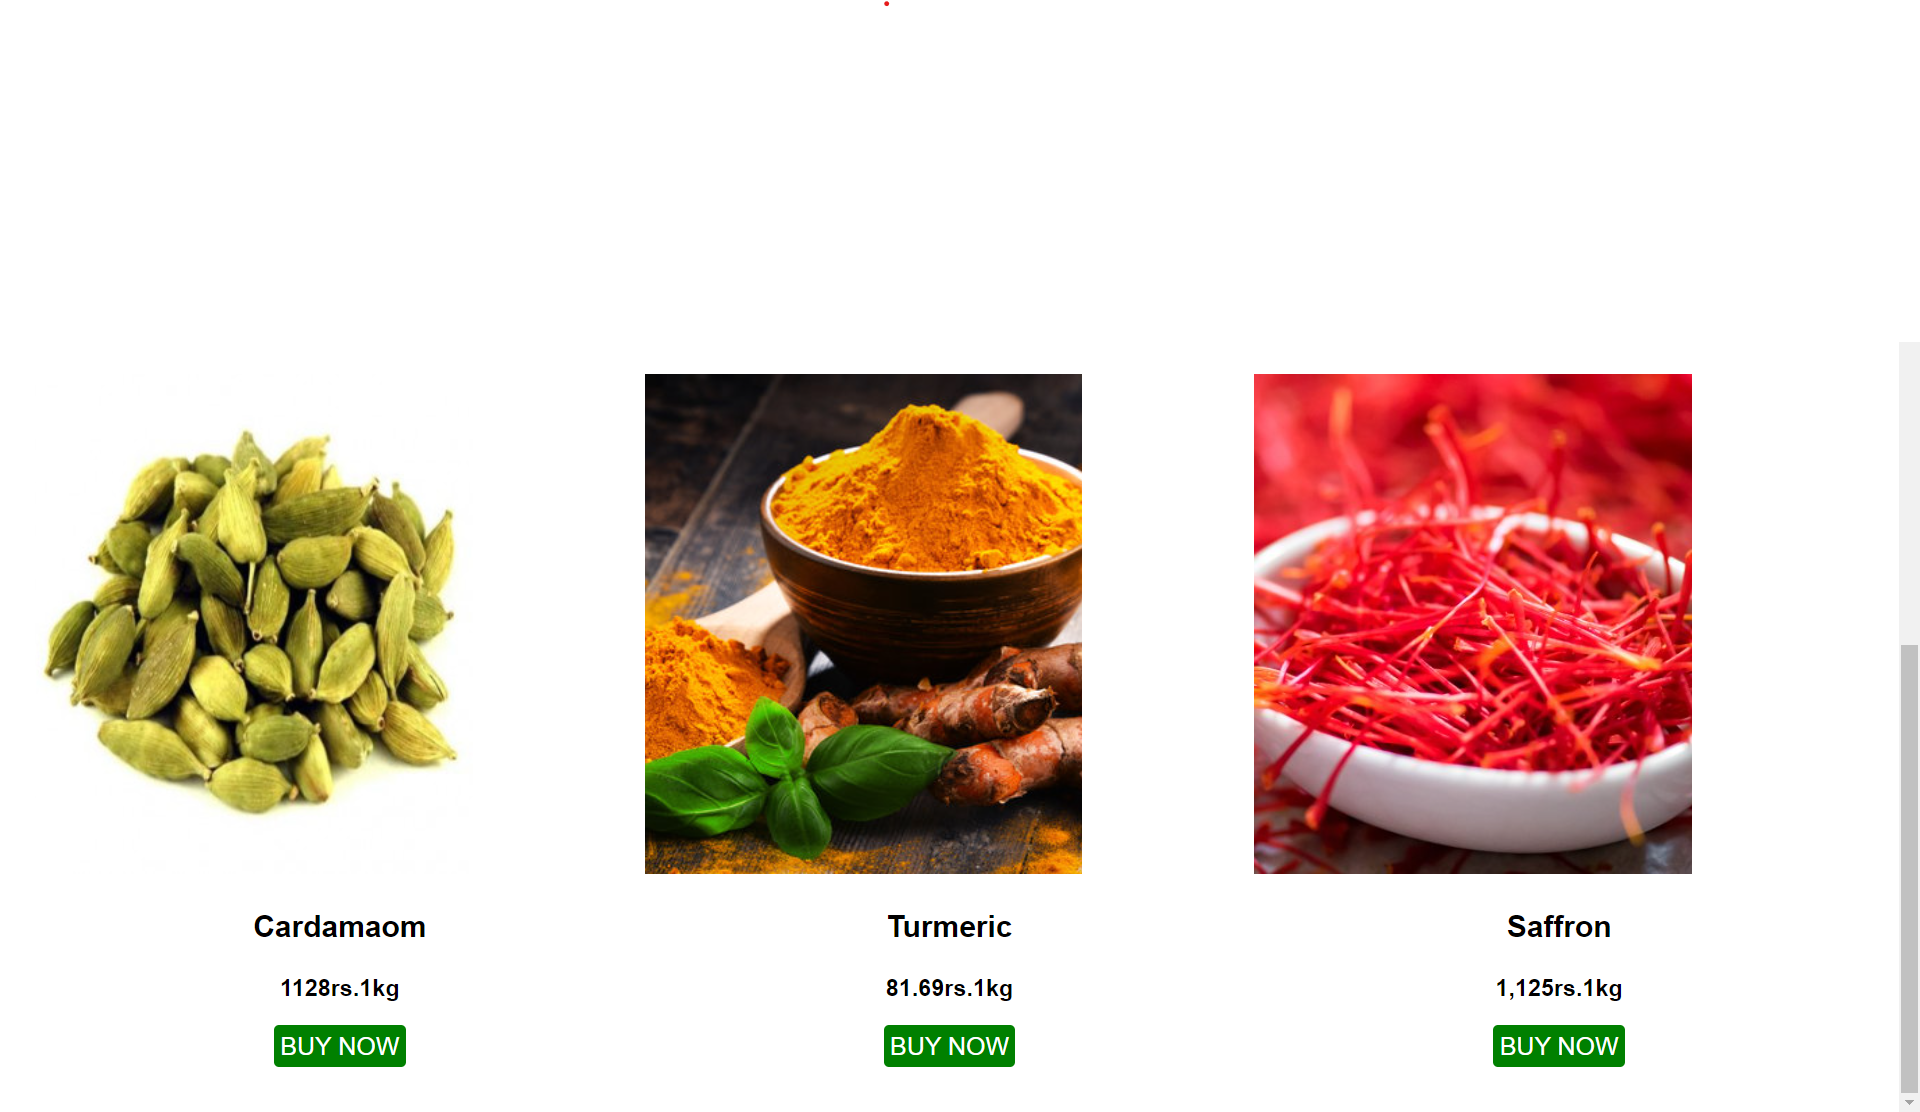 Cardamaom
Turmeric
Saffron
1128rs.1kg
81.69rs.1kg
1,125rs.1kg
BUY NOW
BUY NOW
BUY NOW